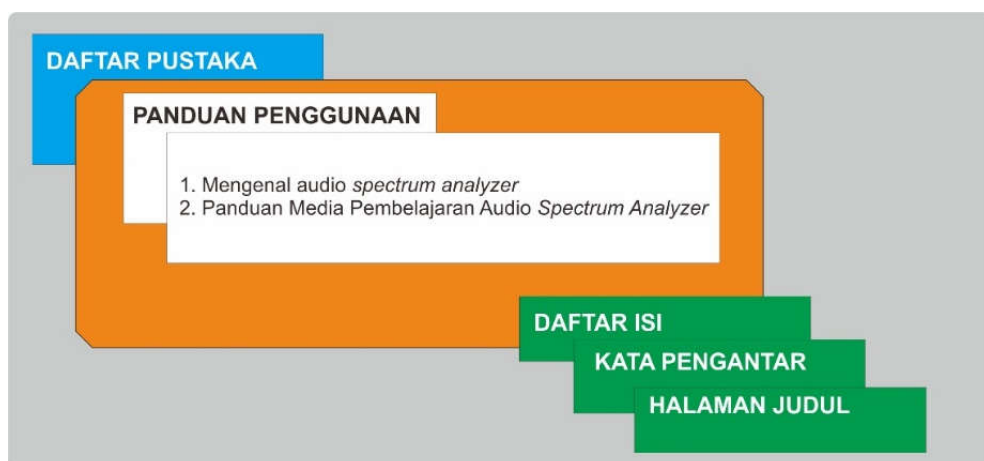 DAFTAR PUSTAKA
PANDUAN PENGGUNAAN
1. Mengenal audio spectrum analyzer
2. Panduan Media Pembelajaran Audio Spectrum Analyzer
DAFTAR ISI
KATA PENGANTAR
HALAMAN JUDUL